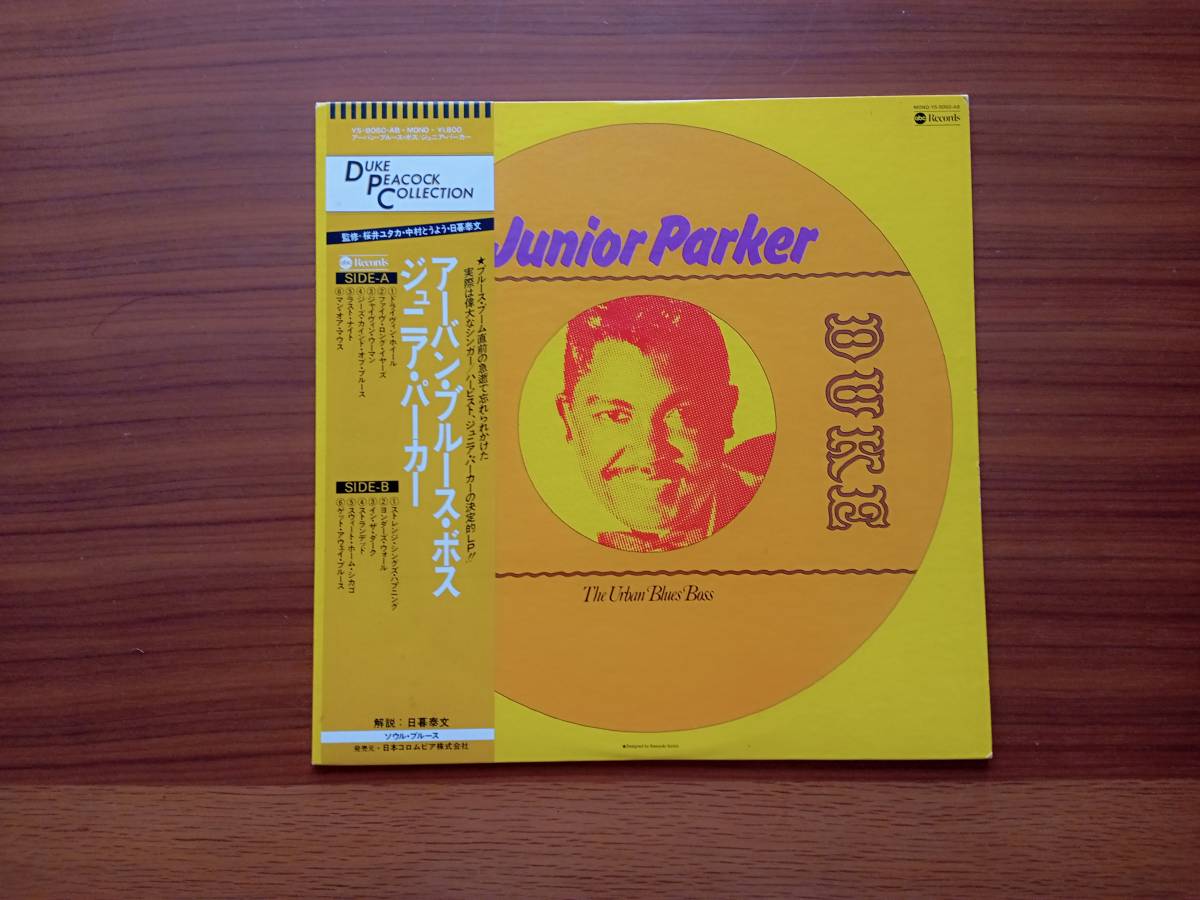 YS-8060-AB・MONO・¥1,800
アーバン・ブルース・ボス/ジュニア・パーカー
DUKE
PEACOCK
COLLECTION
監修・桜井ユタカ・中村とうよう・日暮泰文
★ブルース・ブーム直前の急逝で忘れられかけた
実際は偉大なシンガー/ハーピスト、ジュニア・パーカーの決定的LP!!
アーバン・ブルース・ボス
ジュニア・パーカー
abc Records
SIDE-A
①ドライヴィン・ホイール
②ファイヴ・ロング・イヤーズ
③ジャイヴィン・ウーマン
④シーズ・カインド・オブ・ブルース
⑤ラスト・ナイト
⑥マン・オア・マウス
SIDE-B
①ストレンジ・シングス・ハプニング
②ヨンダーズ・ウォール
③イン・ザ・ダーク
④ストランデッド
⑤スウィート・ホーム・シカゴ
⑥ゲット・アウェイ・ブルース
解説:日暮泰文
ソウル・ブルース
発売元・日本コロムビア株式会社
MONO YS-8060-AB
abc Records
Junior Parker
DUKE
The Urban Blues Boss